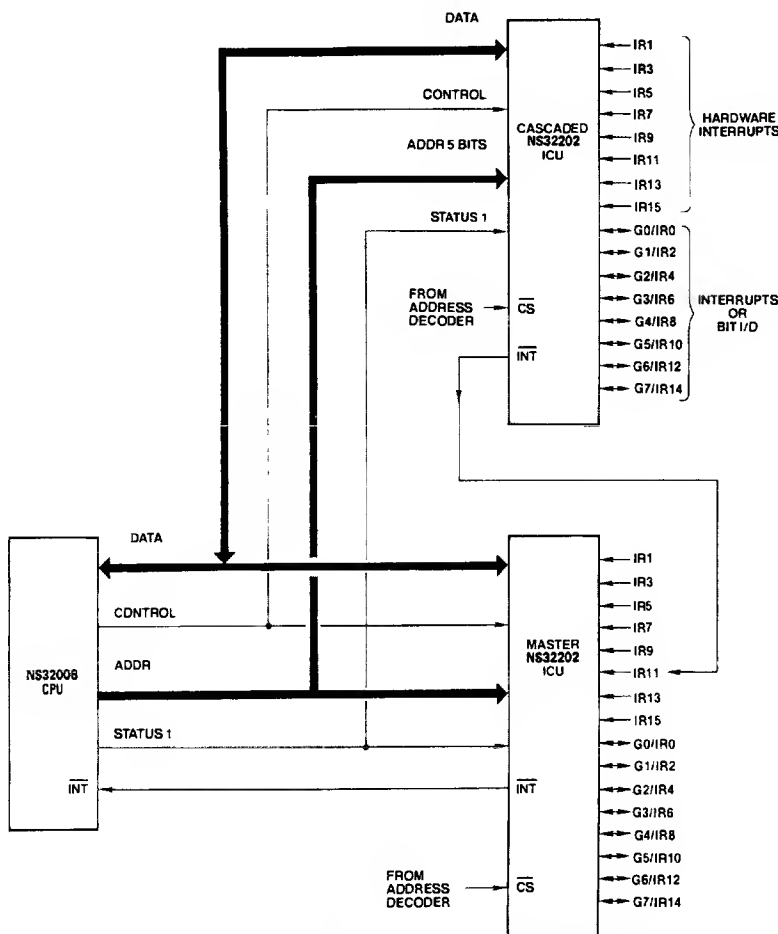 DATA
CONTROL
ADDR 5 BITS
STATUS 1
FROM
ADDRESS
DECODER
CS
INT
CASCADED
NS32202
ICU
IR1
IR3
IR5
IR7
IR9
IR11
IR13
IR15
G0/IR0
G1/IR2
G2/IR4
G3/IR6
G4/IR8
G5/IR10
G6/IR12
G7/IR14
HARDWARE
INTERRUPTS
INTERRUPTS
OR
BIT I/D
DATA
CDNTROL
ADDR
STATUS 1
NS32008
CPU
INT
MASTER
NS32202
ICU
INT
FROM
ADDRESS
DECODER
CS
IR1
IR3
IR5
IR7
IR9
IR11
IR13
IR15
G0/IR0
G1/IR2
G2/IR4
G3/IR6
G4/IR8
G5/IR10
G6/IR12
G7/IR14